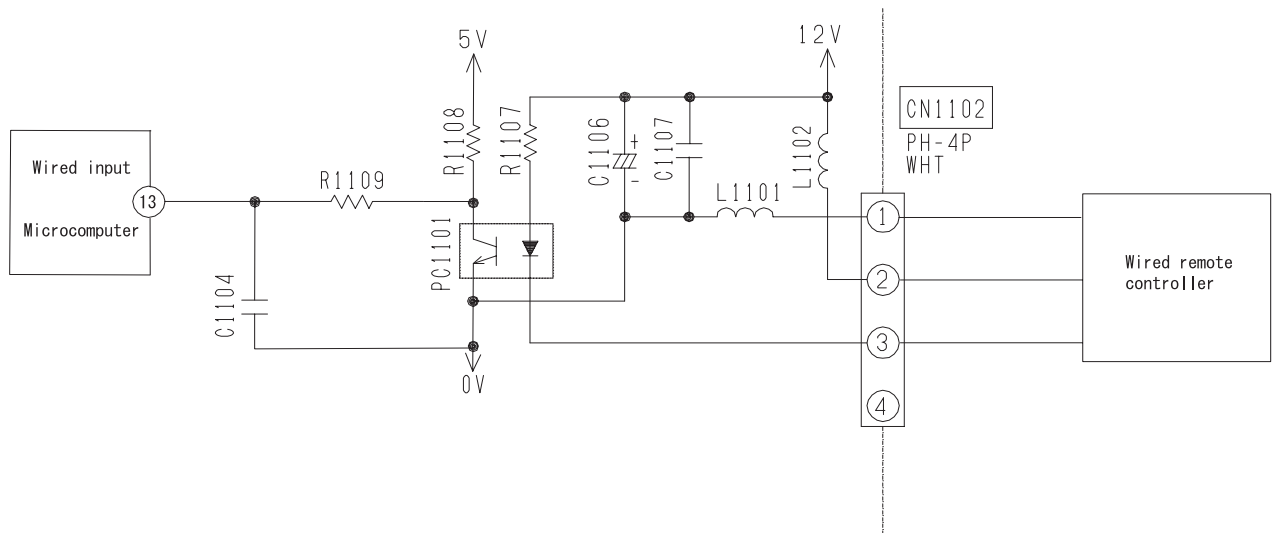 5V
12V
CN1102
PH-4P
WHT
R1108
R1107
C1106
+
-
C1107
L1102
Wired input
Microcomputer
13
R1109
L1101
1
PC1101
2
Wired remote
controller
C1104
3
0V
4